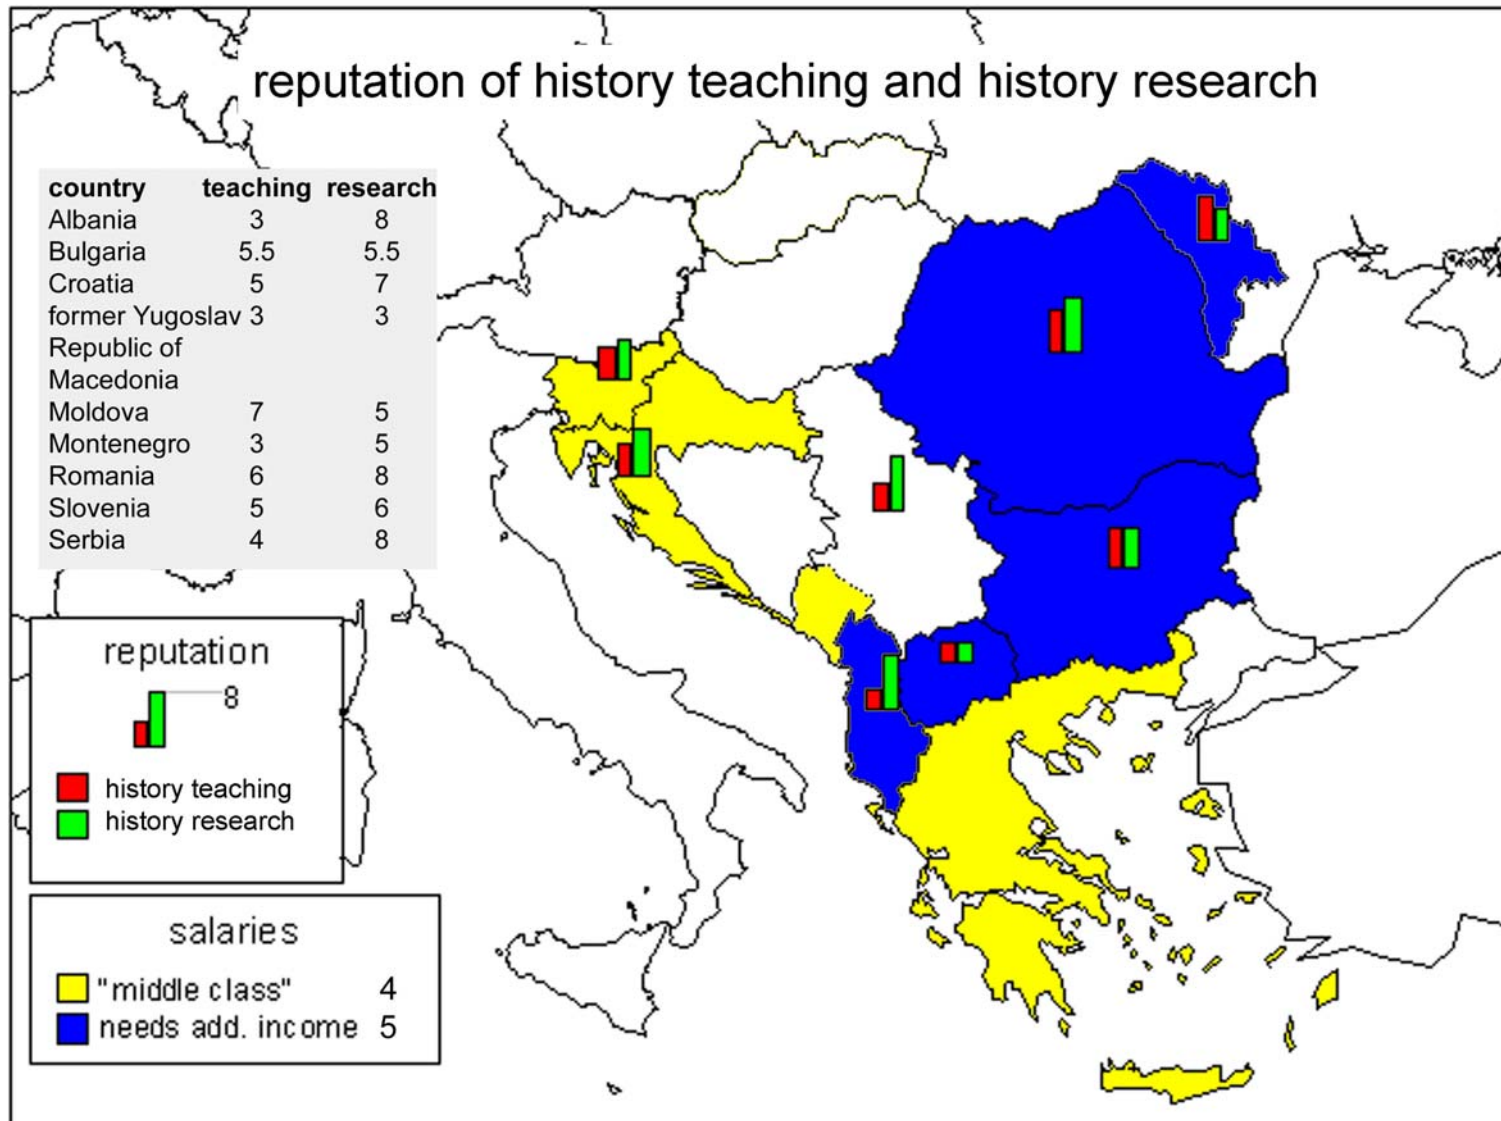 reputation of history teaching and history research
country teaching research
Albania 3 8
Bulgaria 5.5 5.5
Croatia 5 7
former Yugoslav 3 3
Republic of
Macedonia
Moldova 7 5
Montenegro 3 5
Romania 6 8
Slovenia 5 6
Serbia 4 8
reputation
8
history teaching
history research
salaries
"middle class" 4
needs add. income 5